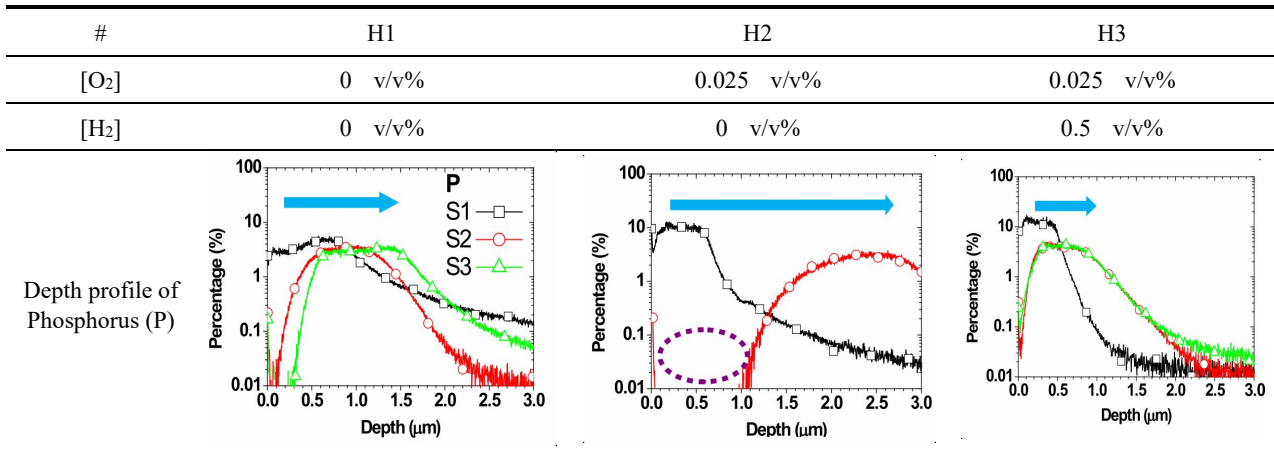 # H1 H2 H3
[O2] 0 v/v% 0.025 v/v% 0.025 v/v%
[H2] 0 v/v% 0 v/v% 0.5 v/v%
Depth profile of
Phosphorus (P)
Percentage (%)
100
10
1
0.1
0.01
P
S1
S2
S3
0.0 0.5 1.0 1.5 2.0 2.5 3.0
Depth (μm)
Percentage (%)
100
10
1
0.1
0.01
0.0 0.5 1.0 1.5 2.0 2.5 3.0
Depth (μm)
Percentage (%)
100
10
1
0.1
0.01
0.0 0.5 1.0 1.5 2.0 2.5 3.0
Depth (μm)